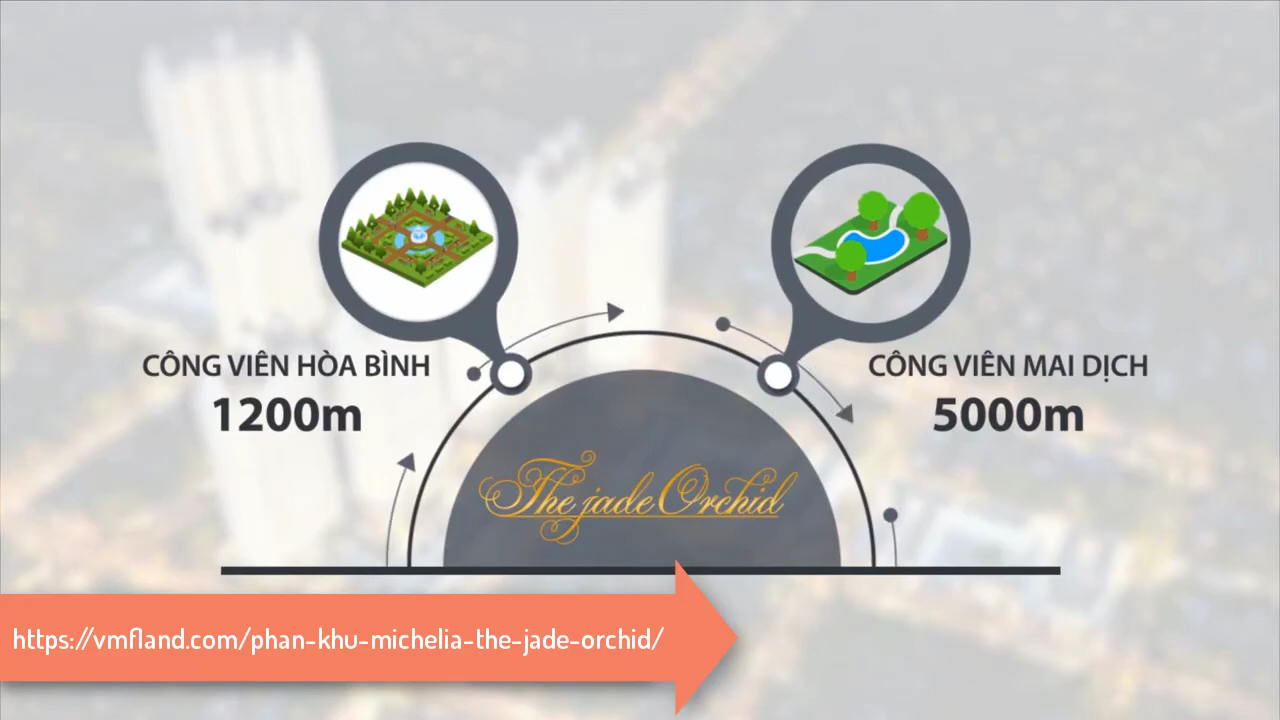 CÔNG VIÊN HÒA BÌNH
1200m
CÔNG VIÊN MAI DỊCH
5000m
The jade Orchid
https://vmfland.com/phan-khu-michelia-the-jade-orchid/